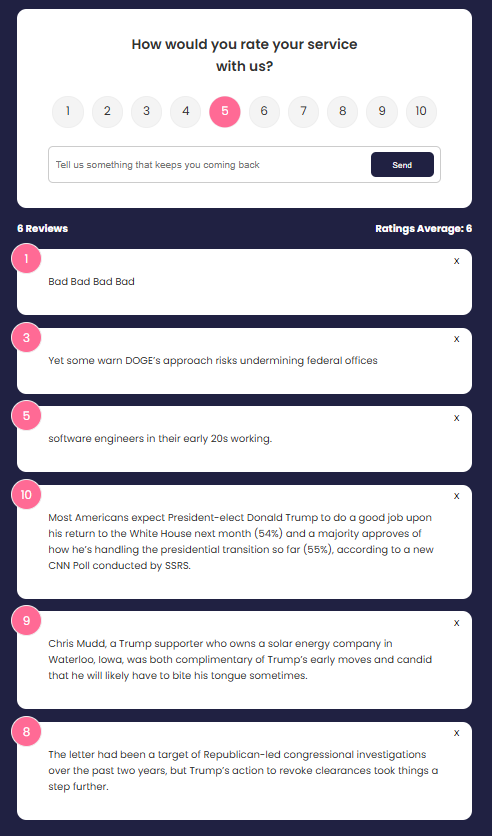 How would you rate your service
with us?
1 2 3 4 5 6 7 8 9 10
Tell us something that keeps you coming back
Send
6 Reviews
Ratings Average: 6
1
X
Bad Bad Bad Bad
3
X
Yet some warn DOGE’s approach risks undermining federal offices
5
X
software engineers in their early 20s working.
10
X
Most Americans expect President-elect Donald Trump to do a good job upon
his return to the White House next month (54%) and a majority approves of
how he’s handling the presidential transition so far (55%), according to a new
CNN Poll conducted by SSRS.
9
X
Chris Mudd, a Trump supporter who owns a solar energy company in
Waterloo, Iowa, was both complimentary of Trump’s early moves and candid
that he will likely have to bite his tongue sometimes.
8
X
The letter had been a target of Republican-led congressional investigations
over the past two years, but Trump’s action to revoke clearances took things a
step further.